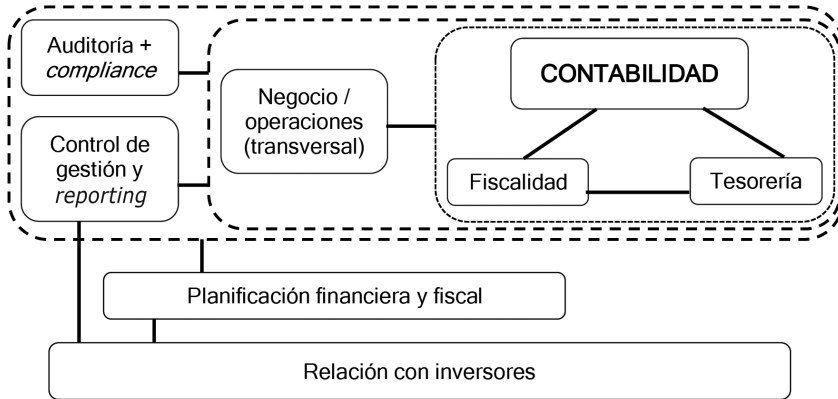 Auditoría +
compliance
Control de
gestión y
reporting
Negocio /
operaciones
(transversal)
CONTABILIDAD
Fiscalidad
Tesorería
Planificación financiera y fiscal
Relación con inversores